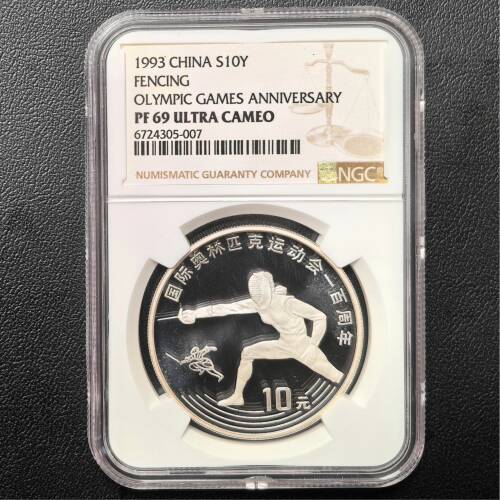 1993 CHINA S10Y
FENCING
OLYMPIC GAMES ANNIVERSARY
PF 69 ULTRA CAMEO
6724305-007
NUMISMATIC GUARANTY COMPANY
NGC
国际奥林匹克运动会一百周年
10元